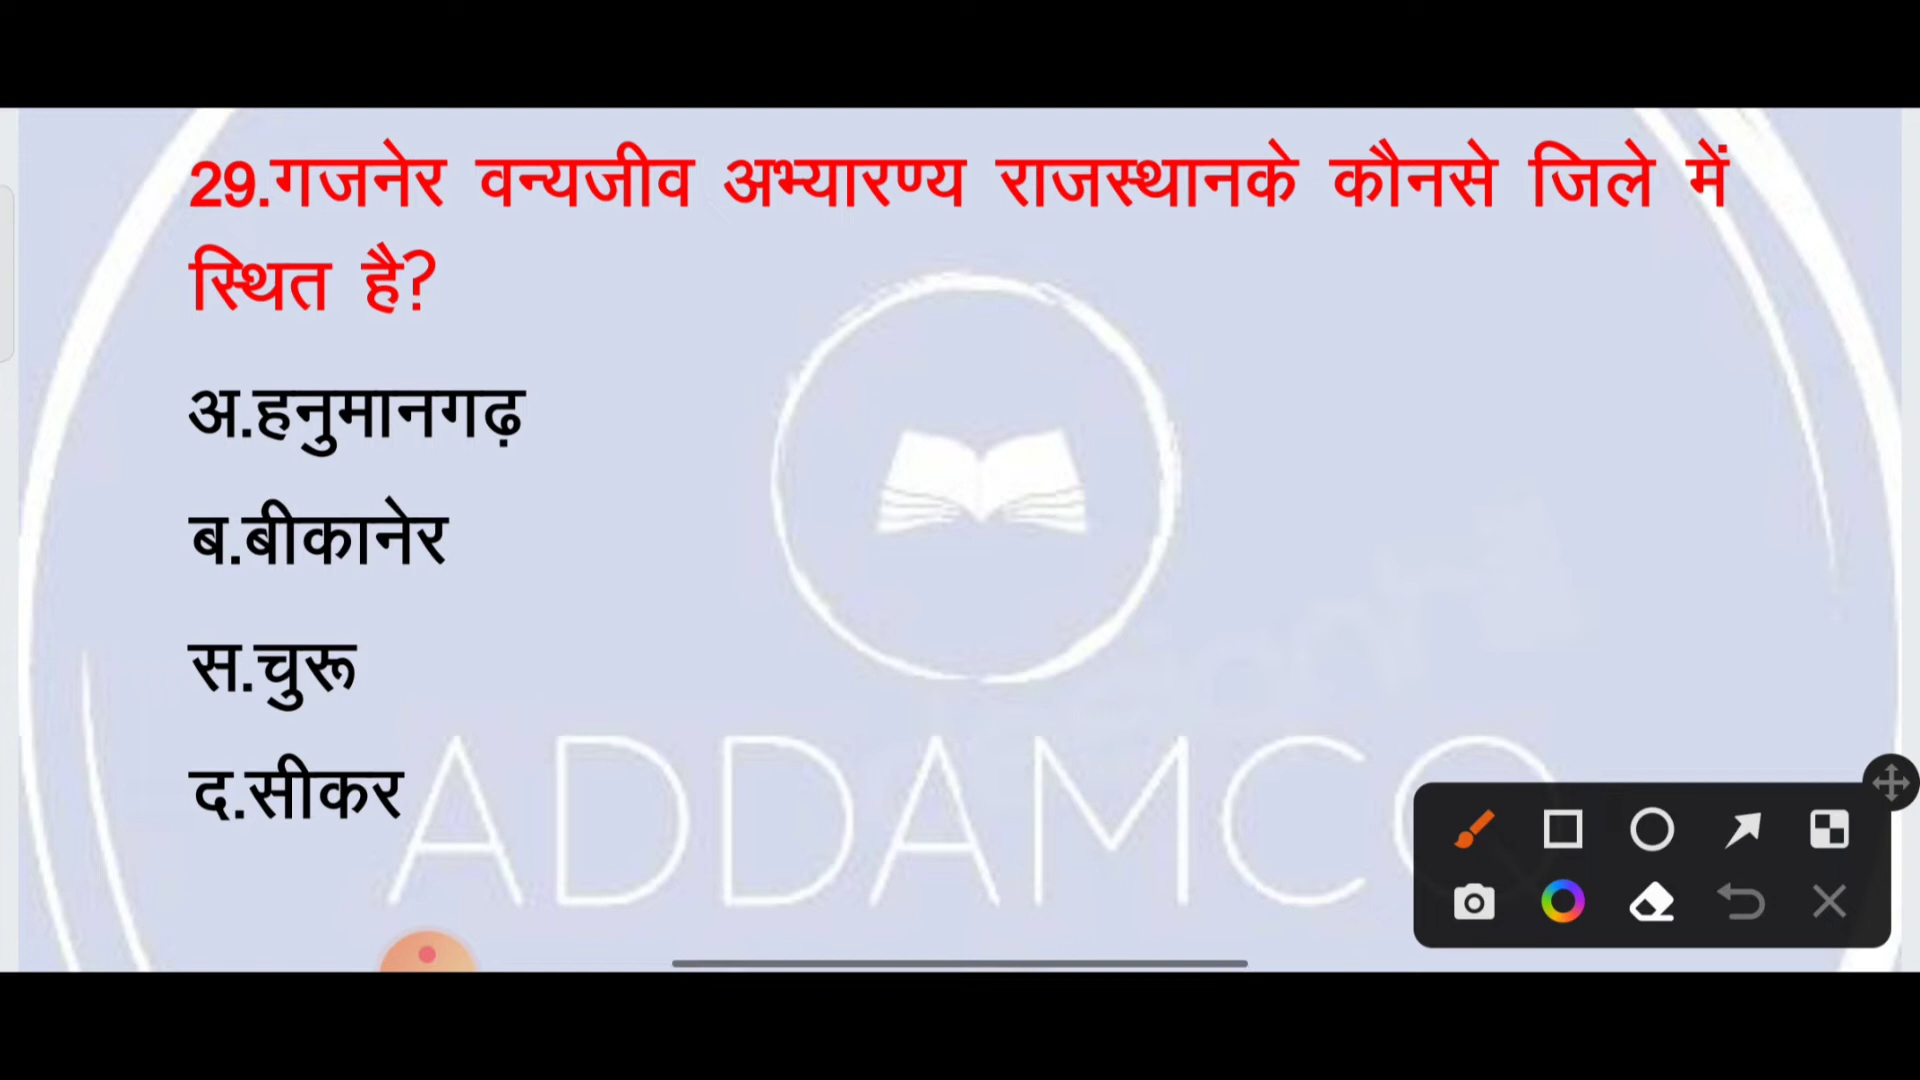 29.गजनेर वन्यजीव अभ्यारण्य राजस्थानके कौनसे जिले में
स्थित है?
अ.हनुमानगढ़
ब.बीकानेर
स.चुरू
द.सीकर
ADDAMCO